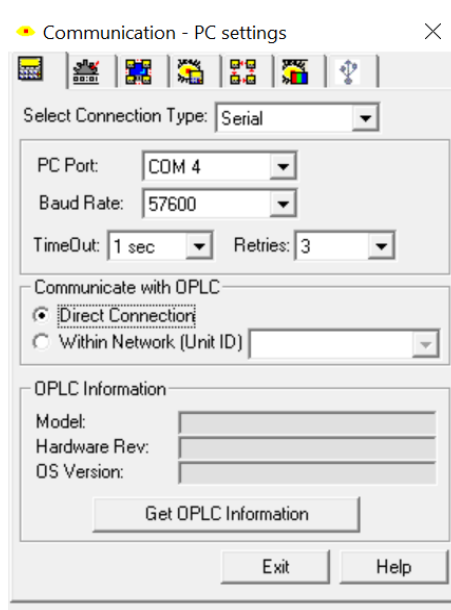 Communication - PC settings
Select Connection Type: Serial
PC Port: COM 4
Baud Rate: 57600
TimeOut: 1 sec Retries: 3
Communicate with OPLC
Direct Connection
Within Network (Unit ID)
OPLC Information
Model:
Hardware Rev:
OS Version:
Get OPLC Information
Exit Help